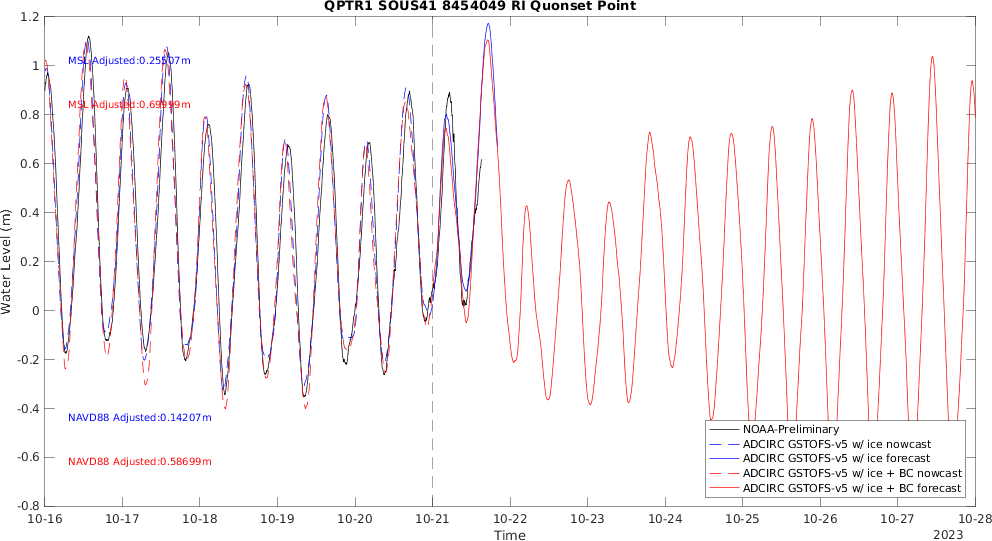 QPTR1 SOUS41 8454049 RI Quonset Point
1.2
1
0.8
0.6
0.4
0.2
0
-0.2
-0.4
-0.6
-0.8
Water Level (m)
MSL Adjusted:0.25507m
MSL Adjusted:0.69999m
NAVD88 Adjusted:0.14207m
NAVD88 Adjusted:0.58699m
NOAA-Preliminary
ADCIRC GSTOFS-v5 w/ ice nowcast
ADCIRC GSTOFS-v5 w/ ice forecast
ADCIRC GSTOFS-v5 w/ ice + BC nowcast
ADCIRC GSTOFS-v5 w/ ice + BC forecast
10-16 10-17 10-18 10-19 10-20 10-21 10-22 10-23 10-24 10-25 10-26 10-27 10-28
Time
2023